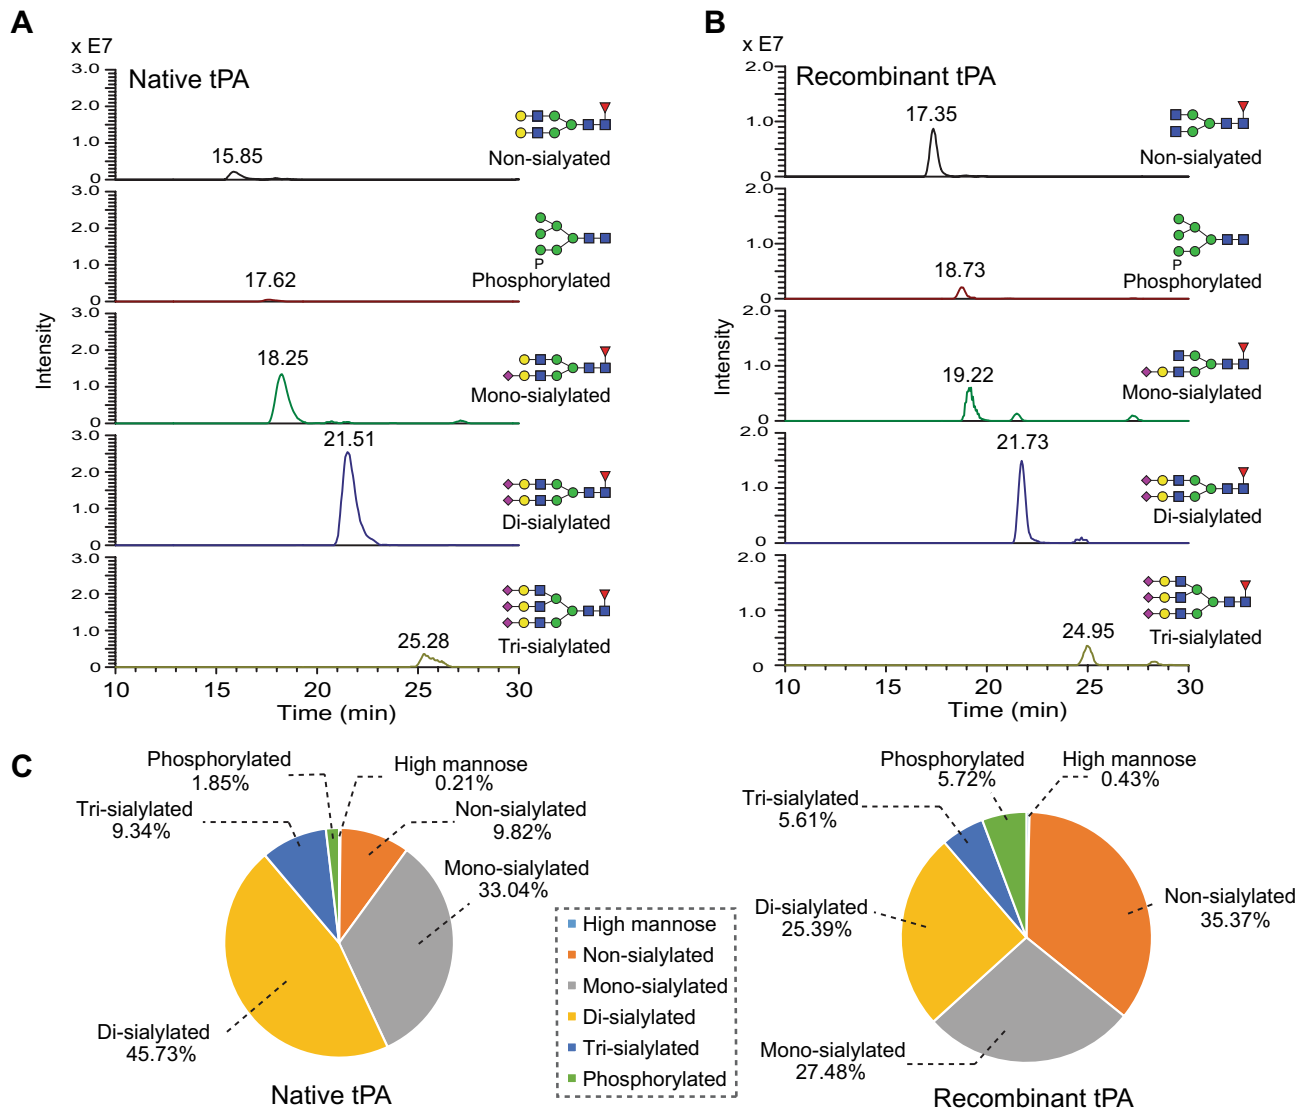 A
x E7
Native tPA
3.0
2.0
1.0
0
15.85
Non-sialyated
3.0
2.0
1.0
0
17.62
P
Phosphorylated
3.0
2.0
1.0
0
18.25
Mono-sialylated
3.0
2.0
1.0
0
21.51
Di-sialylated
3.0
2.0
1.0
0
25.28
Tri-sialylated
Intensity
10 15 20 25 30
Time (min)
B
x E7
Recombinant tPA
2.0
1.0
0
17.35
Non-sialyated
2.0
1.0
0
18.73
P
Phosphorylated
2.0
1.0
0
19.22
Mono-sialylated
2.0
1.0
0
21.73
Di-sialylated
2.0
1.0
0
24.95
Tri-sialylated
Intensity
10 15 20 25 30
Time (min)
C
Phosphorylated
1.85%
High mannose
0.21%
Tri-sialylated
9.34%
Non-sialylated
9.82%
Mono-sialylated
33.04%
Di-sialylated
45.73%
Native tPA
High mannose
Non-sialylated
Mono-sialylated
Di-sialylated
Tri-sialylated
Phosphorylated
Phosphorylated
5.72%
High mannose
0.43%
Tri-sialylated
5.61%
Non-sialylated
35.37%
Di-sialylated
25.39%
Mono-sialylated
27.48%
Recombinant tPA